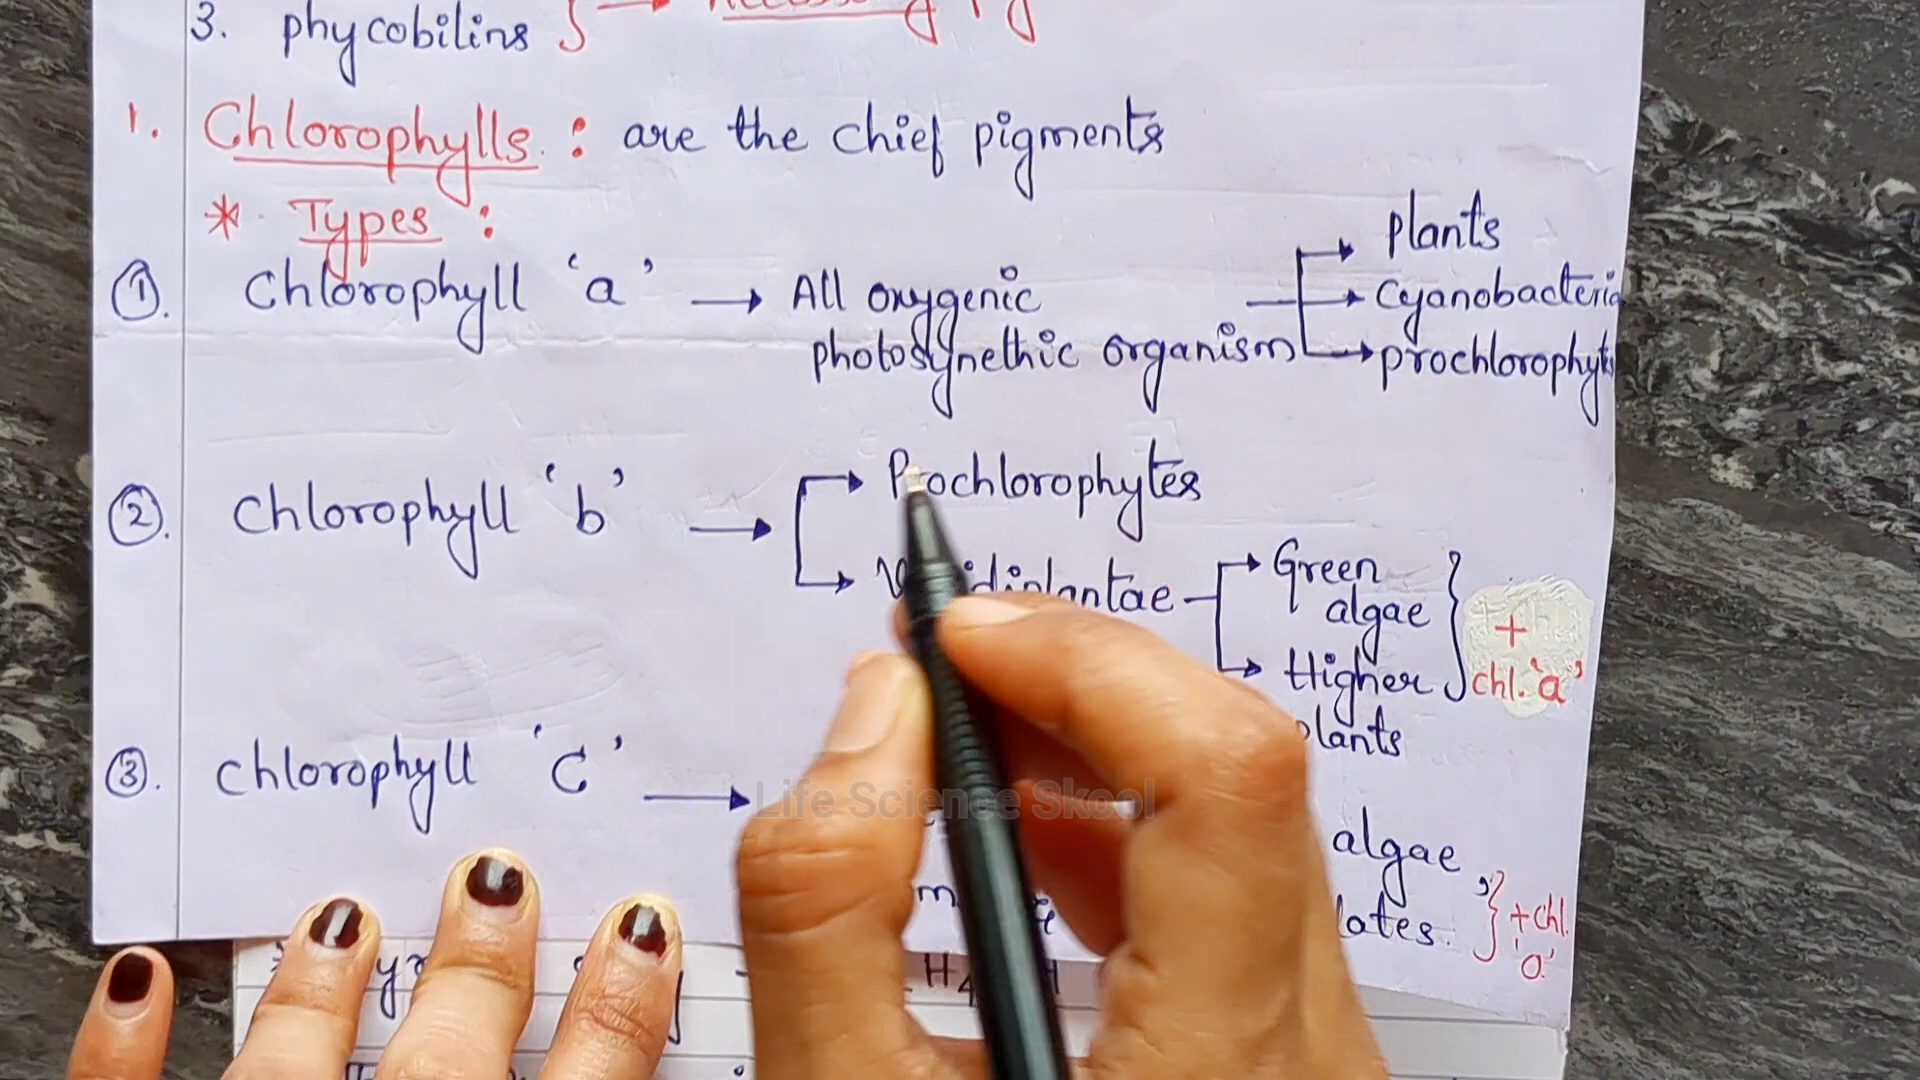 3. phycobilins
1. Chlorophylls : are the chief pigments
* Types :
①. Chlorophyll 'a' → All oxygenic photosynethic organism
plants
Cyanobacteria
prochlorophyt
②. Chlorophyll 'b' → Prochlorophytes
Green algae
Higher plants
+ chl. 'a'
③. Chlorophyll 'c' →
algae,
+chl. 'a'
Life Science Skool